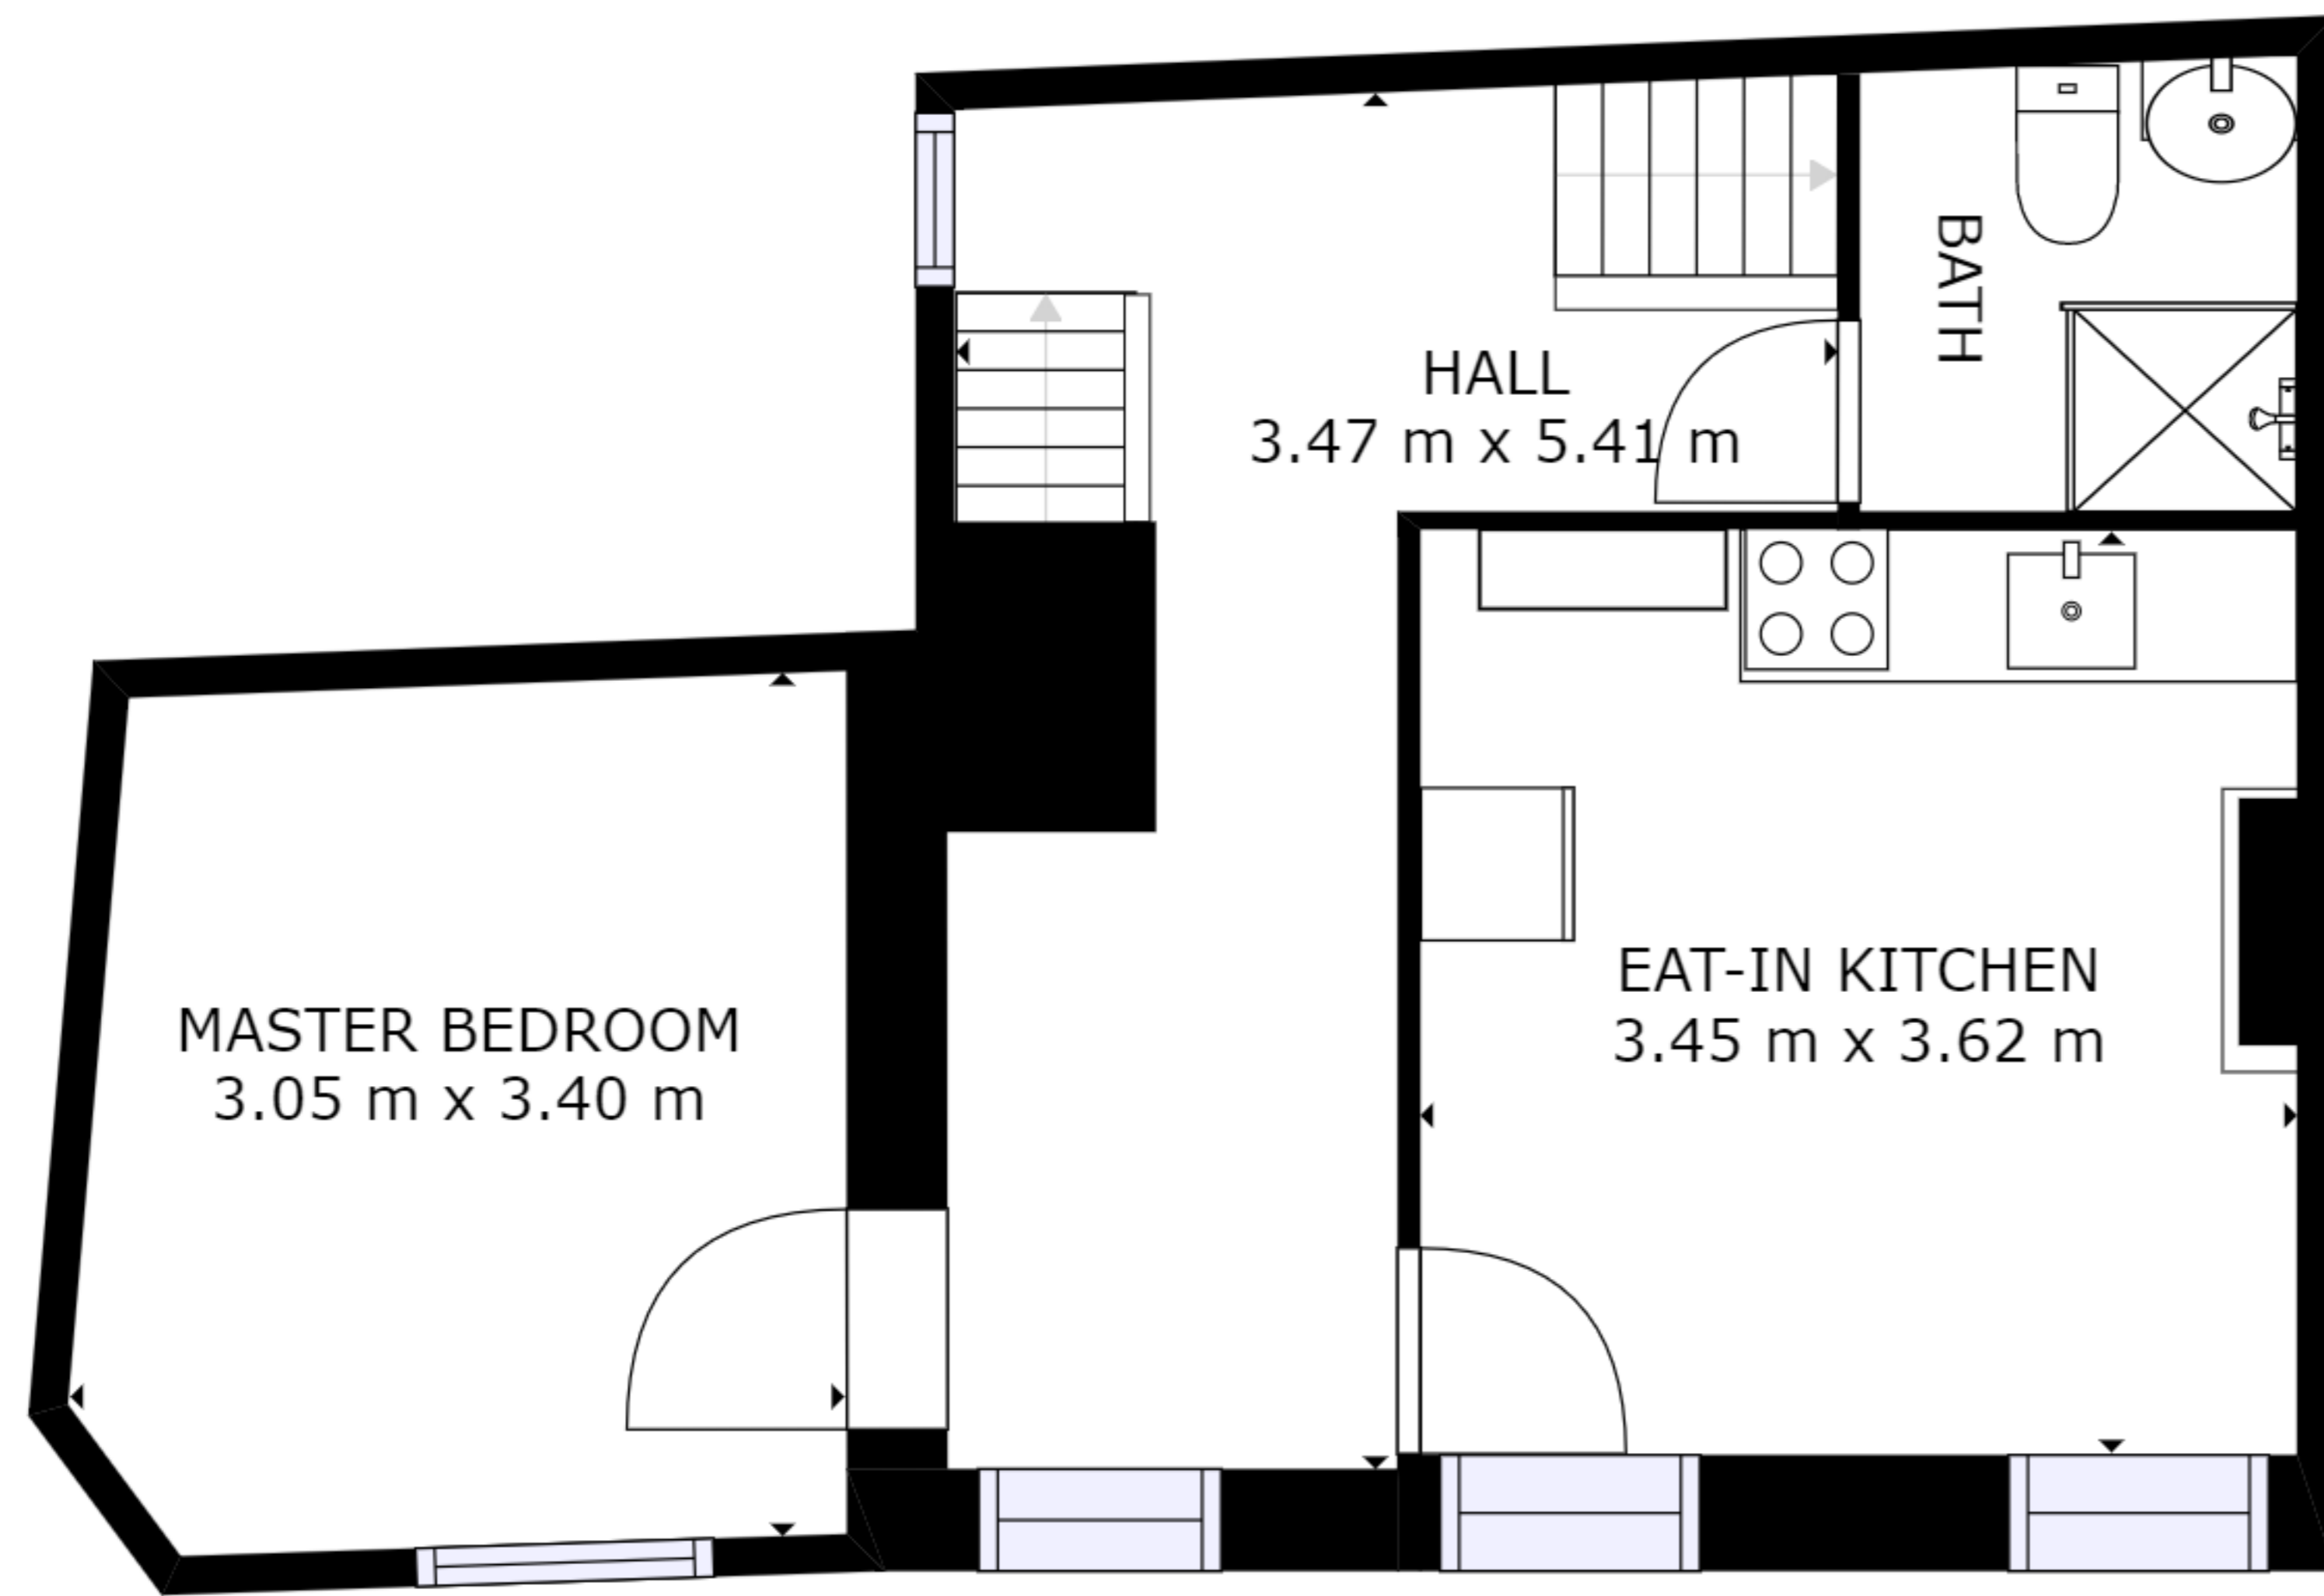 HALL
3.47 m x 5.41 m
BATH
EAT-IN KITCHEN
3.45 m x 3.62 m
MASTER BEDROOM
3.05 m x 3.40 m